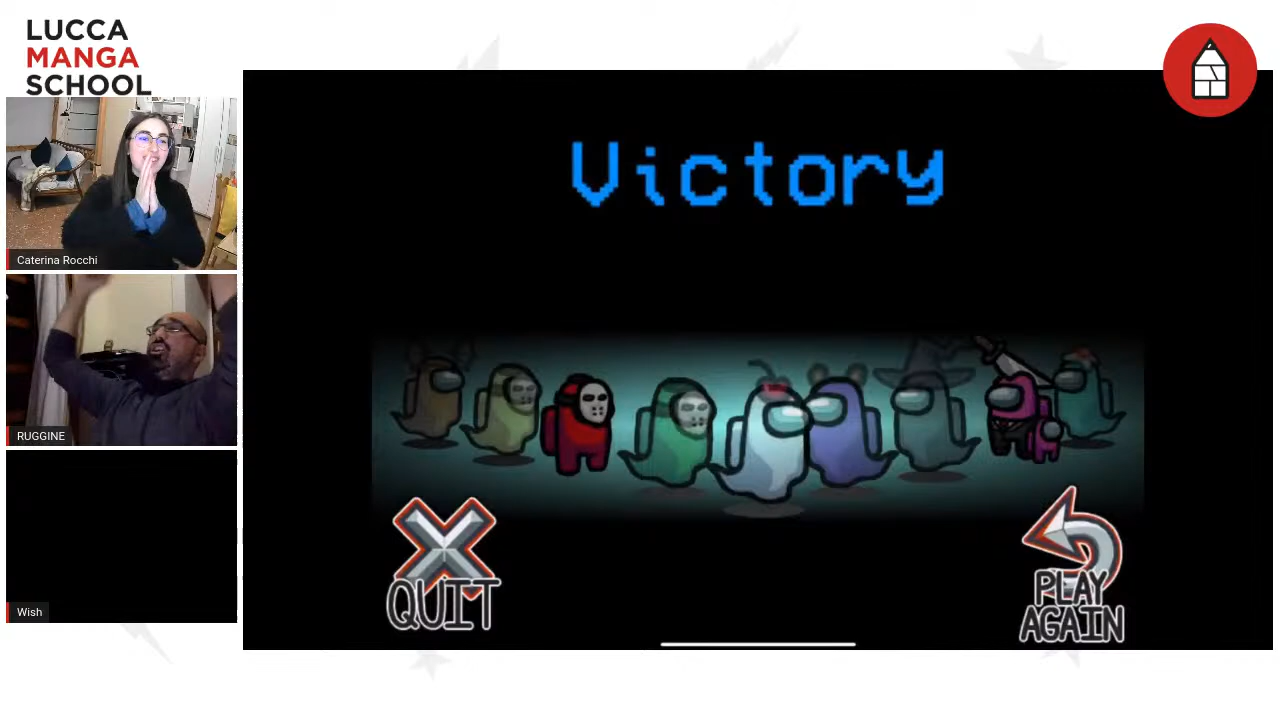 LUCCA
MANGA
SCHOOL
Caterina Rocchi
RUGGINE
Wish
Victory
QUIT
PLAY
AGAIN